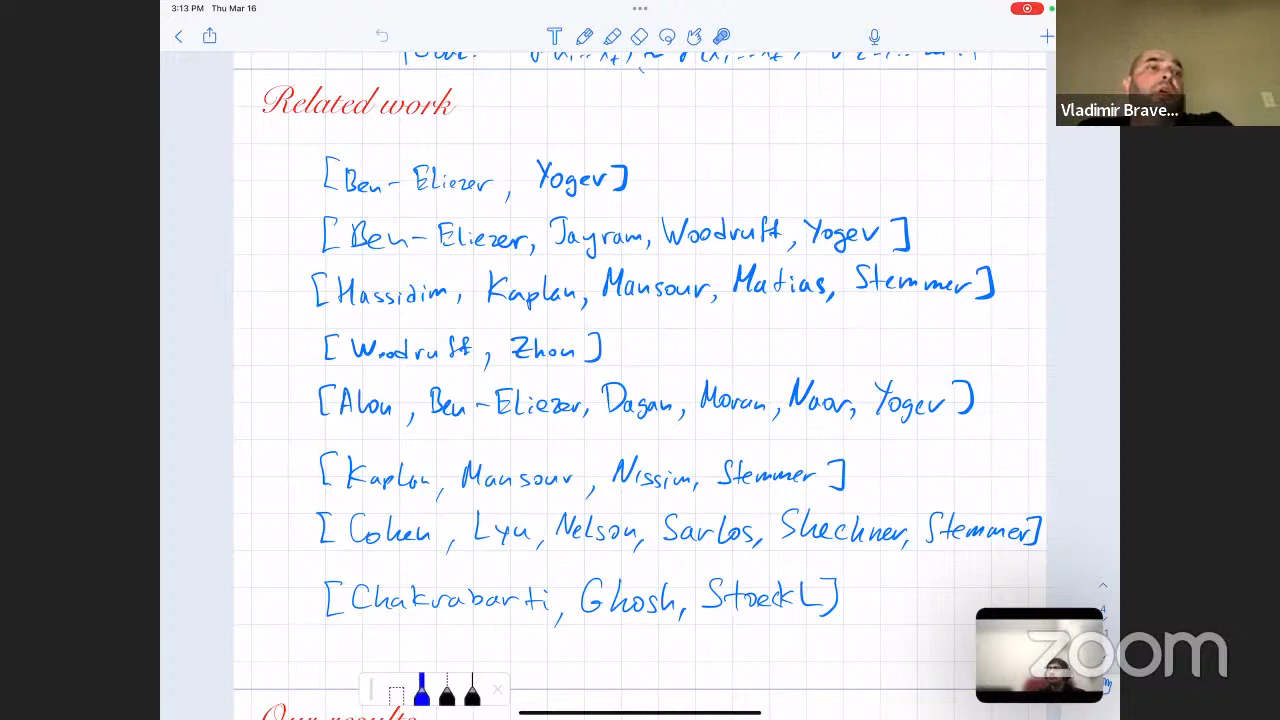 3:13 PM Thu Mar 16
Related work
[Ben-Eliezer, Yogev]
[Ben-Eliezer, Jayram, Woodruff, Yogev]
[Hassidim, Kaplan, Mansour, Matias, Stemmer]
[Woodruff, Zhou]
[Alon, Ben-Eliezer, Dagan, Moran, Naor, Yogev]
[Kaplan, Mansour, Nissim, Stemmer]
[Cohen, Lyu, Nelson, Sarlos, Shechner, Stemmer]
[Chakrabarti, Ghosh, Stoeckl]
Our results
Vladimir Brave...
zoom